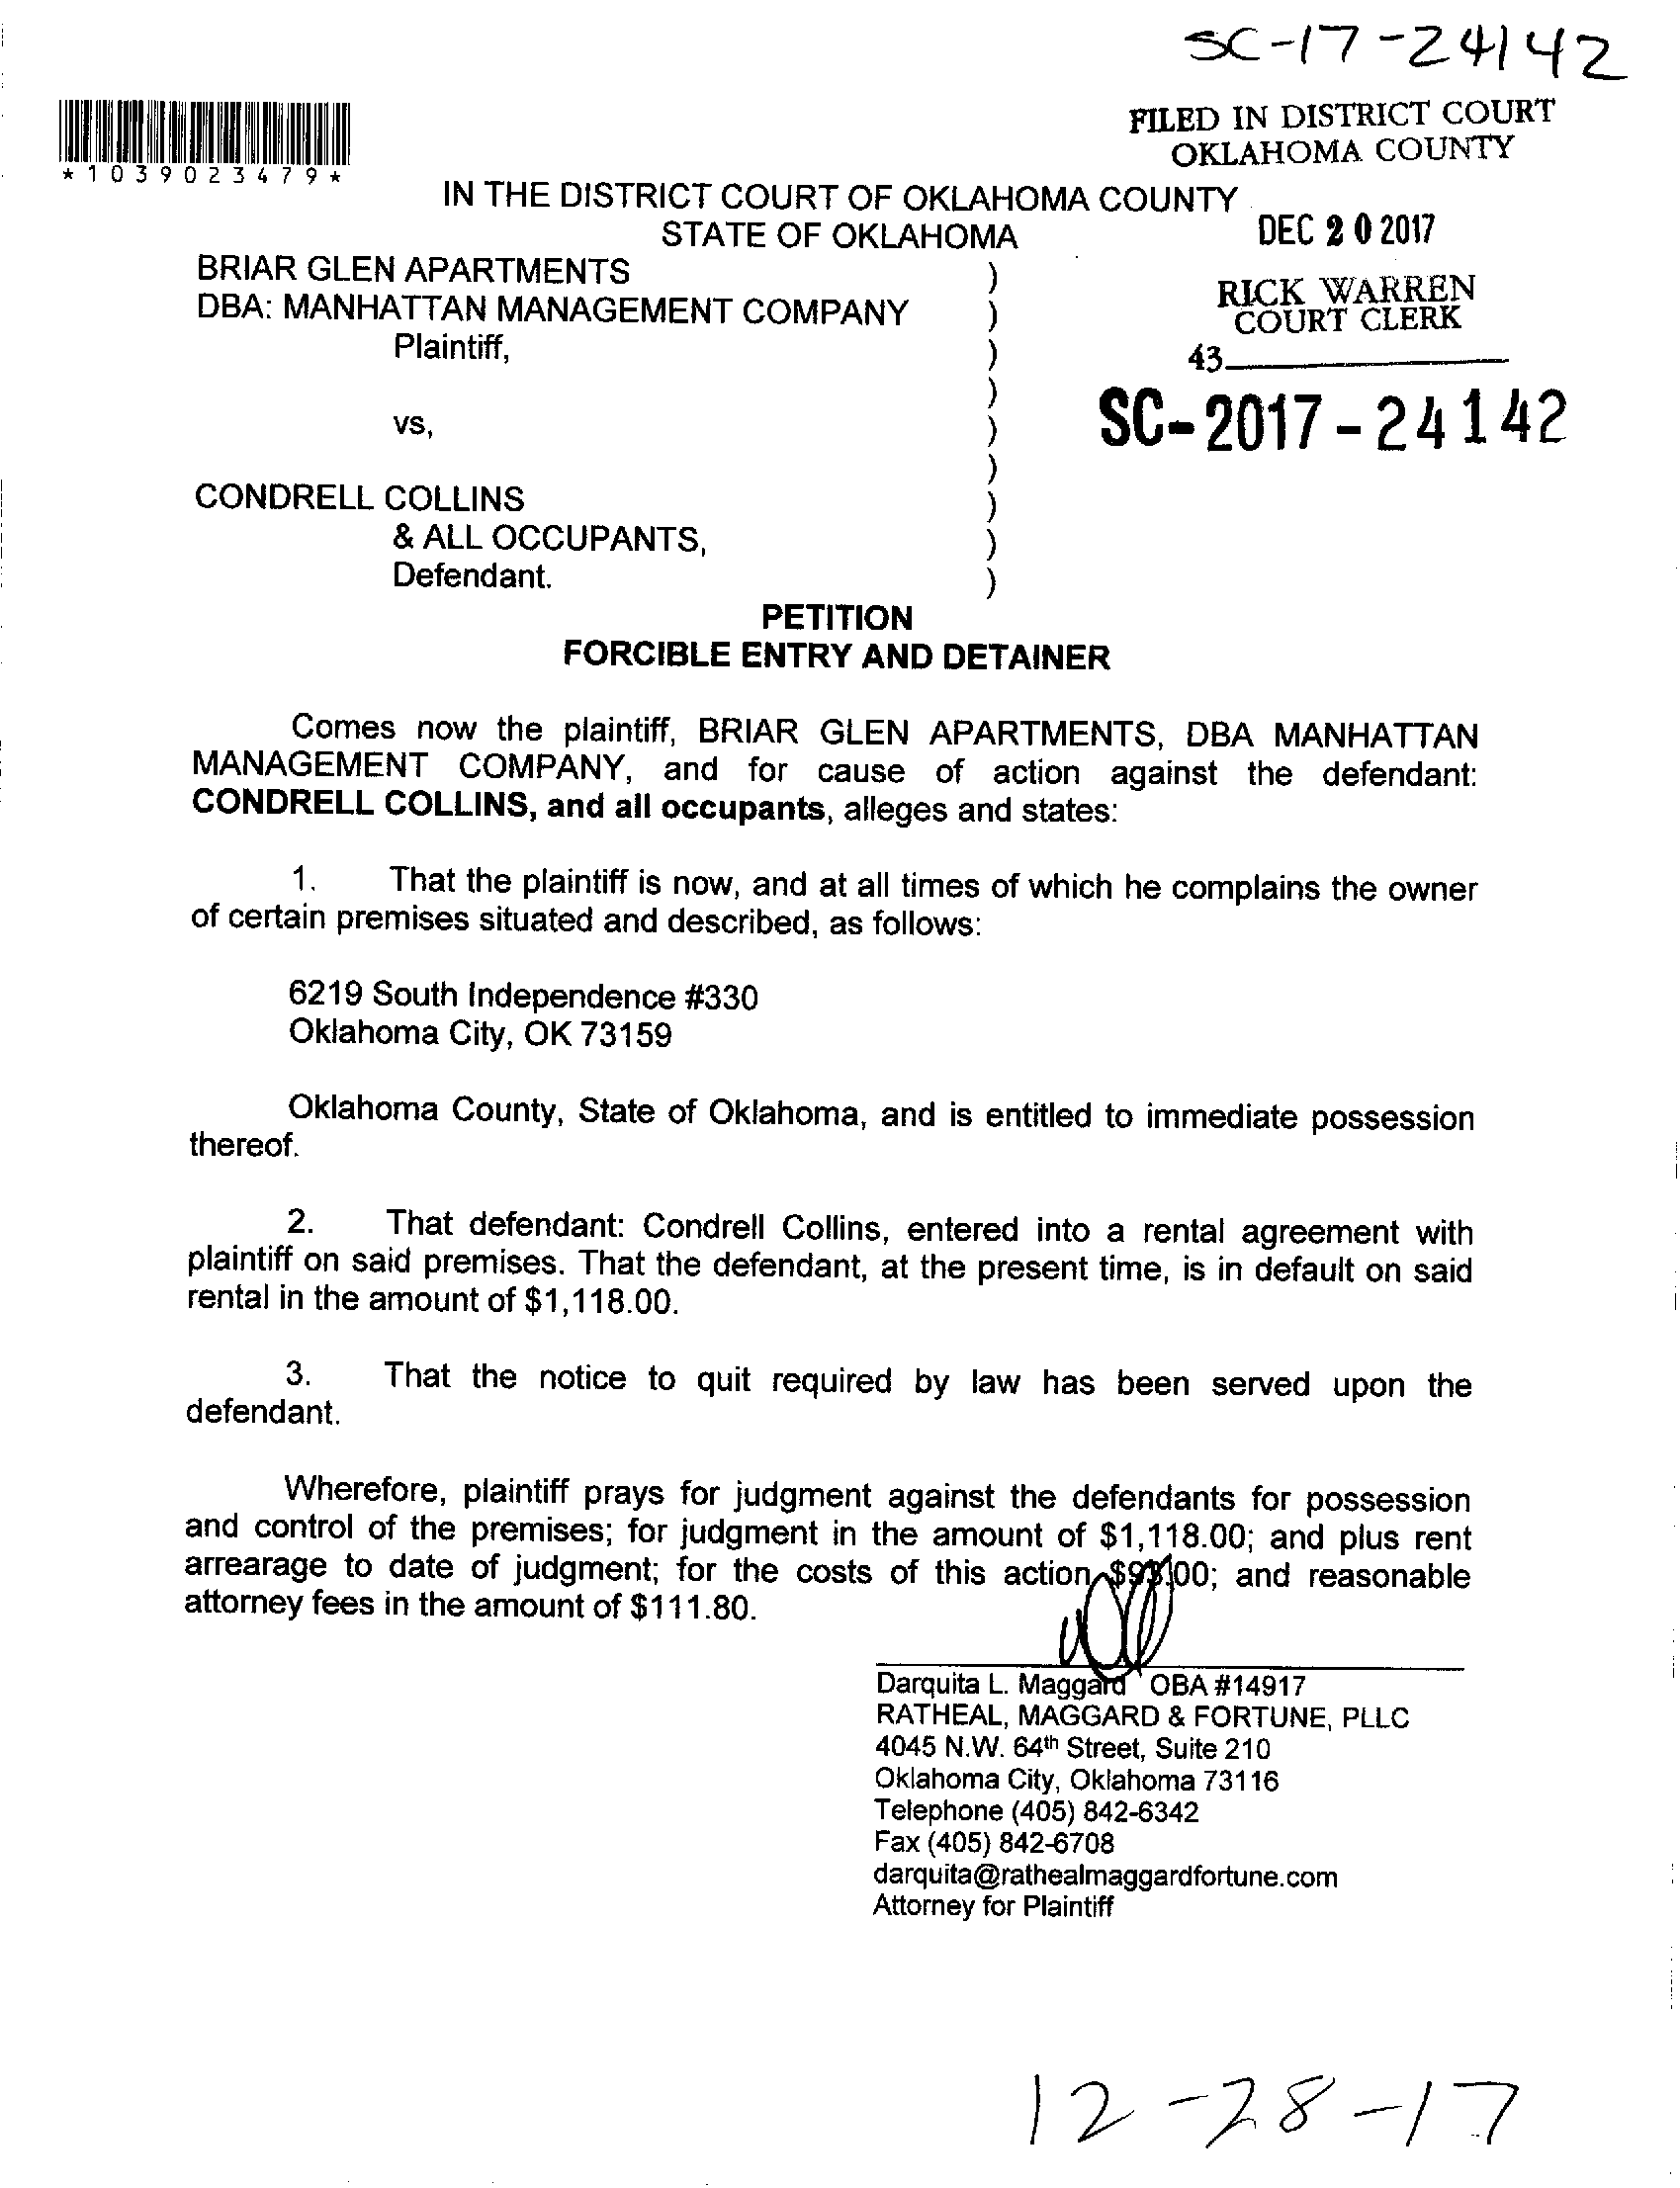 SC-17-24142
FILED IN DISTRICT COURT
OKLAHOMA COUNTY
*1039023479*
IN THE DISTRICT COURT OF OKLAHOMA COUNTY
STATE OF OKLAHOMA
DEC 20 2017
BRIAR GLEN APARTMENTS )
DBA: MANHATTAN MANAGEMENT COMPANY )
Plaintiff, )
RICK WARREN
COURT CLERK
43
)
vs, )
SC-2017-24142
)
CONDRELL COLLINS )
& ALL OCCUPANTS, )
Defendant. )
PETITION
FORCIBLE ENTRY AND DETAINER
Comes now the plaintiff, BRIAR GLEN APARTMENTS, DBA MANHATTAN
MANAGEMENT COMPANY, and for cause of action against the defendant:
CONDRELL COLLINS, and all occupants, alleges and states:
1. That the plaintiff is now, and at all times of which he complains the owner
of certain premises situated and described, as follows:
6219 South Independence #330
Oklahoma City, OK 73159
Oklahoma County, State of Oklahoma, and is entitled to immediate possession
thereof.
2. That defendant: Condrell Collins, entered into a rental agreement with
plaintiff on said premises. That the defendant, at the present time, is in default on said
rental in the amount of $1,118.00.
3. That the notice to quit required by law has been served upon the
defendant.
Wherefore, plaintiff prays for judgment against the defendants for possession
and control of the premises; for judgment in the amount of $1,118.00; and plus rent
arrearage to date of judgment; for the costs of this action and reasonable
attorney fees in the amount of $111.80.
Darquita L. Maggard OBA #14917
RATHEAL, MAGGARD & FORTUNE, PLLC
4045 N.W. 64th Street, Suite 210
Oklahoma City, Oklahoma 73116
Telephone (405) 842-6342
Fax (405) 842-6708
darquita@rathealmaggardfortune.com
Attorney for Plaintiff
12-28-17